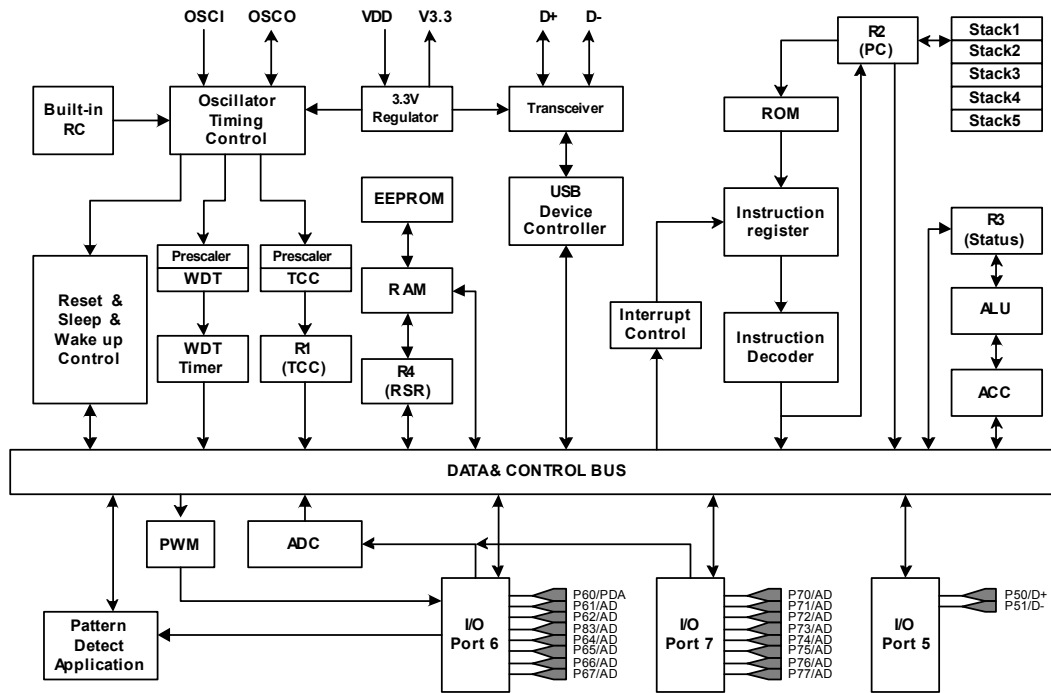 OSCI
OSCO
VDD
V3.3
D+
D-
R2
(PC)
Stack1
Stack2
Stack3
Stack4
Stack5
Built-in
RC
Oscillator
Timing
Control
3.3V
Regulator
Transceiver
ROM
EEPROM
USB
Device
Controller
Instruction
register
R3
(Status)
Prescaler
WDT
Prescaler
TCC
RAM
Reset &
Sleep &
Wake up
Control
Interrupt
Control
ALU
WDT
Timer
R1
(TCC)
R4
(RSR)
Instruction
Decoder
ACC
DATA& CONTROL BUS
PWM
ADC
Pattern
Detect
Application
I/O
Port 6
P60/PDA
P61/AD
P62/AD
P83/AD
P64/AD
P65/AD
P66/AD
P67/AD
I/O
Port 7
P70/AD
P71/AD
P72/AD
P73/AD
P74/AD
P75/AD
P76/AD
P77/AD
I/O
Port 5
P50/D+
P51/D-